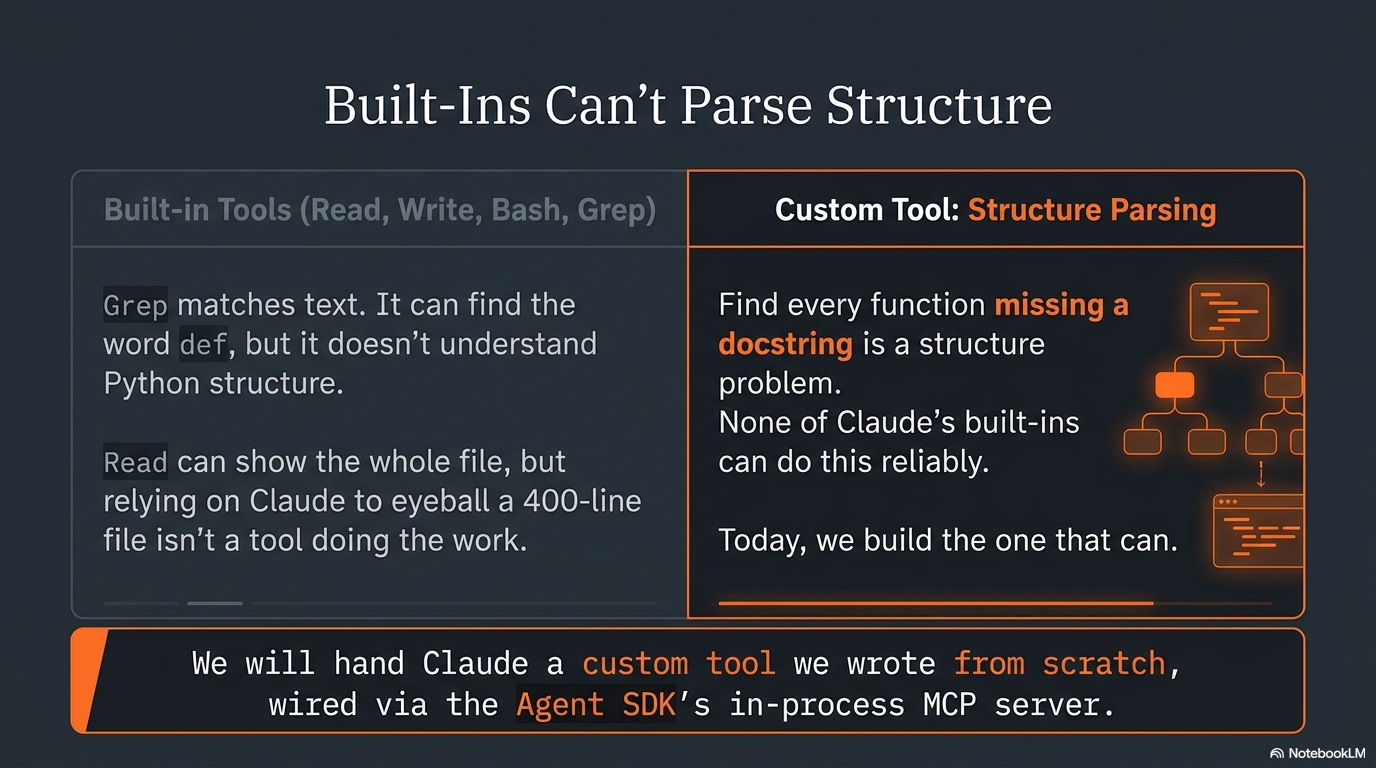 Built-Ins Can’t Parse Structure
Built-in Tools (Read, Write, Bash, Grep)
Grep matches text. It can find the
word def, but it doesn’t understand
Python structure.
Read can show the whole file, but
relying on Claude to eyeball a 400-line
file isn’t a tool doing the work.
Custom Tool: Structure Parsing
Find every function missing a
docstring is a structure
problem.
None of Claude’s built-ins
can do this reliably.
Today, we build the one that can.
We will hand Claude a custom tool we wrote from scratch,
wired via the Agent SDK’s in-process MCP server.
NotebookLM